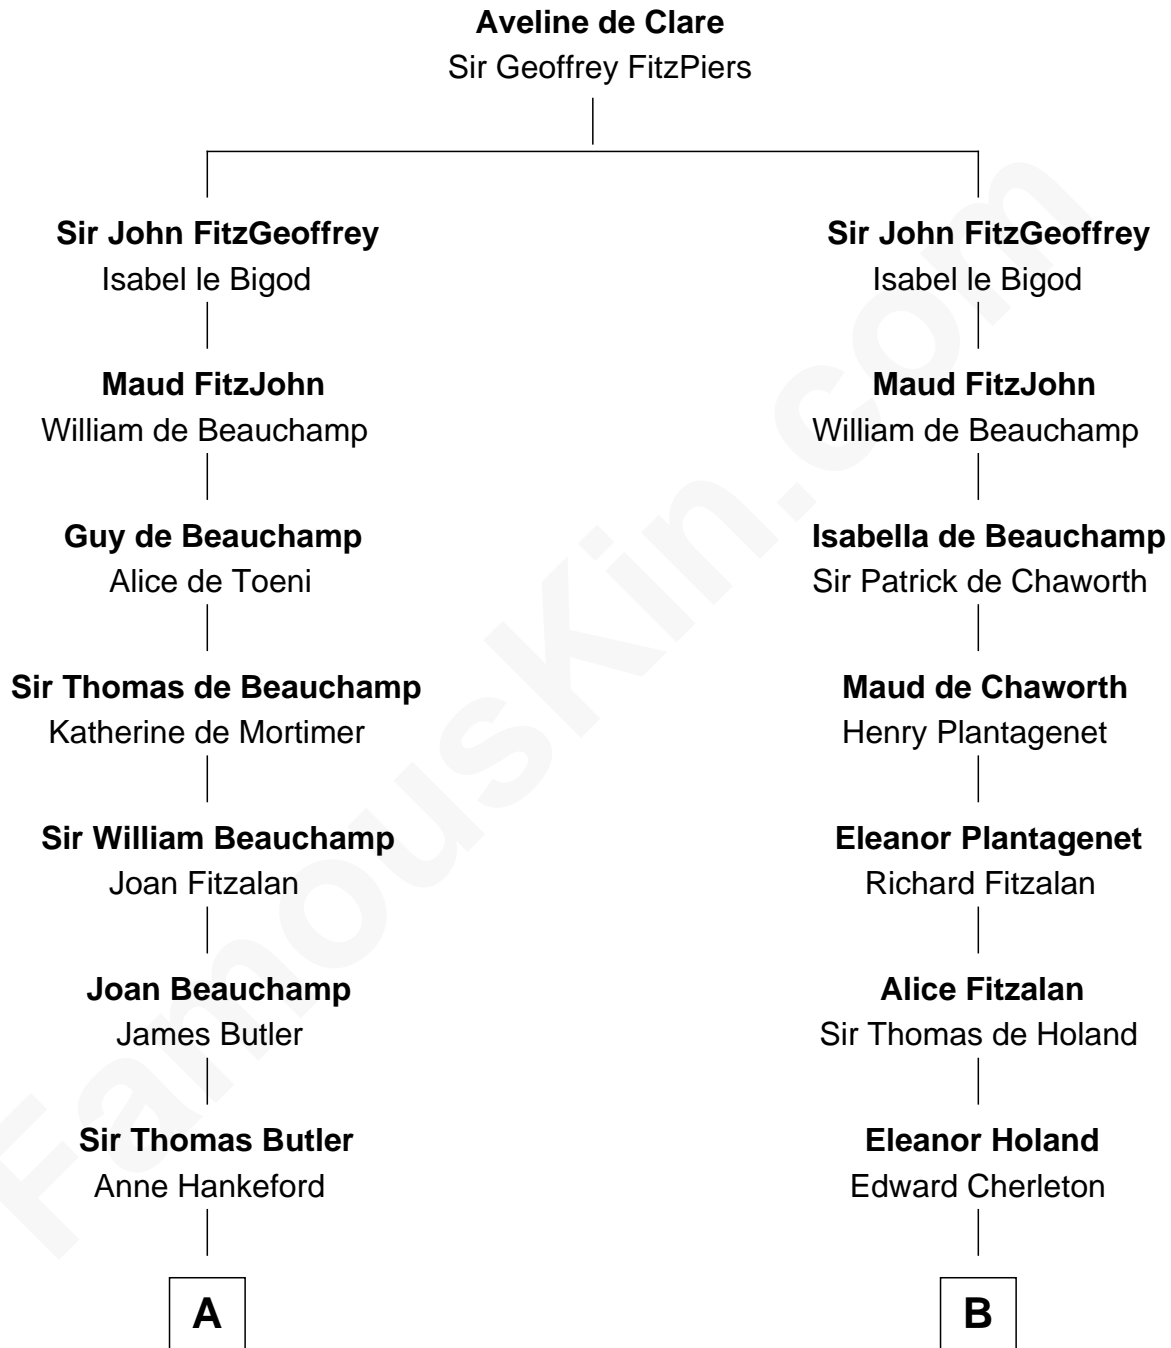 Aveline de Clare
Sir Geoffrey FitzPiers
Sir John FitzGeoffrey
Isabel le Bigod
Sir John FitzGeoffrey
Isabel le Bigod
Maud FitzJohn
William de Beauchamp
Maud FitzJohn
William de Beauchamp
Guy de Beauchamp
Alice de Toeni
Isabella de Beauchamp
Sir Patrick de Chaworth
Sir Thomas de Beauchamp
Katherine de Mortimer
Maud de Chaworth
Henry Plantagenet
Sir William Beauchamp
Joan Fitzalan
Eleanor Plantagenet
Richard Fitzalan
Joan Beauchamp
James Butler
Alice Fitzalan
Sir Thomas de Holand
Sir Thomas Butler
Anne Hankeford
Eleanor Holand
Edward Cherleton
A
B
FamousKin.com